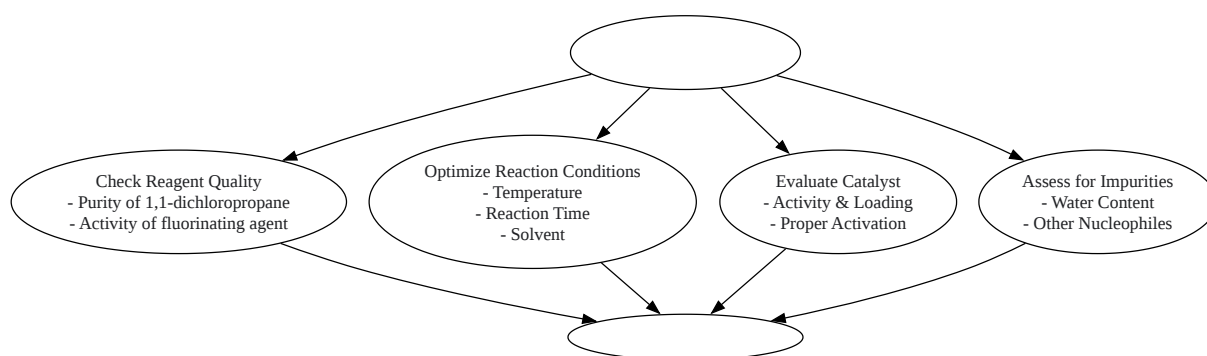 Check Reagent Quality
- Purity of 1,1-dichloropropane
- Activity of fluorinating agent
Optimize Reaction Conditions
- Temperature
- Reaction Time
- Solvent
Evaluate Catalyst
- Activity & Loading
- Proper Activation
Assess for Impurities
- Water Content
- Other Nucleophiles